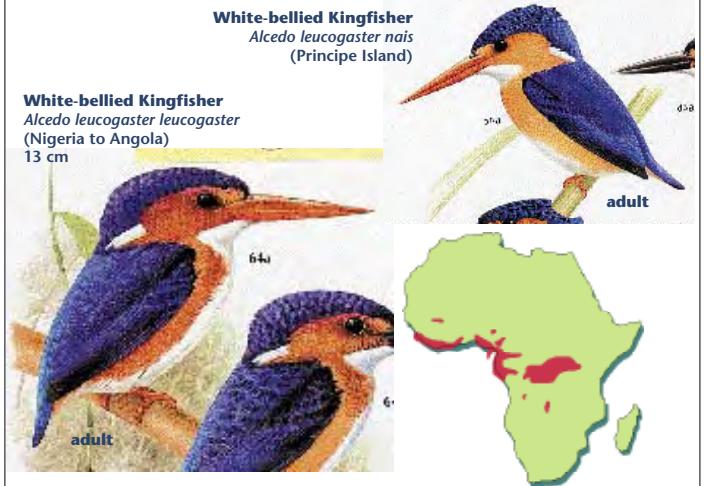 White-bellied Kingfisher
Alcedo leucogaster nais
(Principe Island)
White-bellied Kingfisher
Alcedo leucogaster leucogaster
(Nigeria to Angola)
13 cm
adult
64a
adult